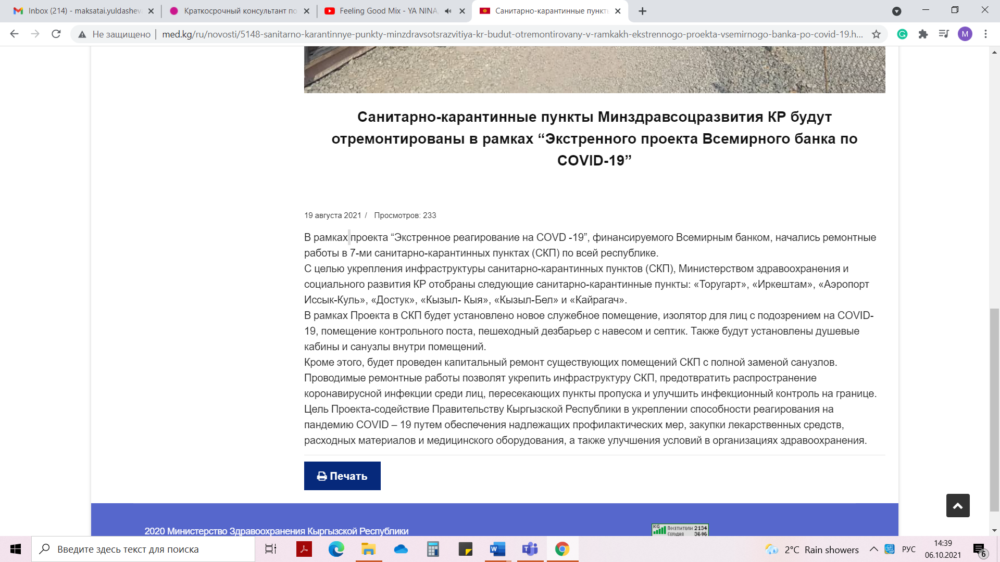 Inbox (214) - maksatai.yuldashev
Краткосрочный консультант по
Feeling Good Mix - YA NINA,
Санитарно-карантинные пункты
Не защищено
med.kg/ru/novosti/5148-sanitarno-karantinnye-punkty-minzdravsotsrazvitiya-kr-budut-otremontirovany-v-ramkakh-ekstrennogo-proekta-vsemirnogo-banka-po-covid-19.h...
M
Санитарно-карантинные пункты Минздравсоцразвития КР будут
отремонтированы в рамках “Экстренного проекта Всемирного банка по
COVID-19”
19 августа 2021 / Просмотров: 233
В рамках проекта “Экстренное реагирование на COVD -19”, финансируемого Всемирным банком, начались ремонтные
работы в 7-ми санитарно-карантинных пунктах (СКП) по всей республике.
С целью укрепления инфраструктуры санитарно-карантинных пунктов (СКП), Министерством здравоохранения и
социального развития КР отобраны следующие санитарно-карантинные пункты: «Торугарт», «Иркештам», «Аэропорт
Иссык-Куль», «Достук», «Кызыл- Кыя», «Кызыл-Бел» и «Кайрагач».
В рамках Проекта в СКП будет установлено новое служебное помещение, изолятор для лиц с подозрением на COVID-
19, помещение контрольного поста, пешеходный дезбарьер с навесом и септик. Также будут установлены душевые
кабины и санузлы внутри помещений.
Кроме этого, будет проведен капитальный ремонт существующих помещений СКП с полной заменой санузлов.
Проводимые ремонтные работы позволят укрепить инфраструктуру СКП, предотвратить распространение
коронавирусной инфекции среди лиц, пересекающих пункты пропуска и улучшить инфекционный контроль на границе.
Цель Проекта-содействие Правительству Кыргызской Республики в укреплении способности реагирования на
пандемию COVID – 19 путем обеспечения надлежащих профилактических мер, закупки лекарственных средств,
расходных материалов и медицинского оборудования, а также улучшения условий в организациях здравоохранения.
Печать
2020 Министерство Здравоохранения Кыргызской Республики
KG Посетители 2134
Сегодня 3606
Введите здесь текст для поиска
2°C Rain showers
РУС
14:39
06.10.2021
6